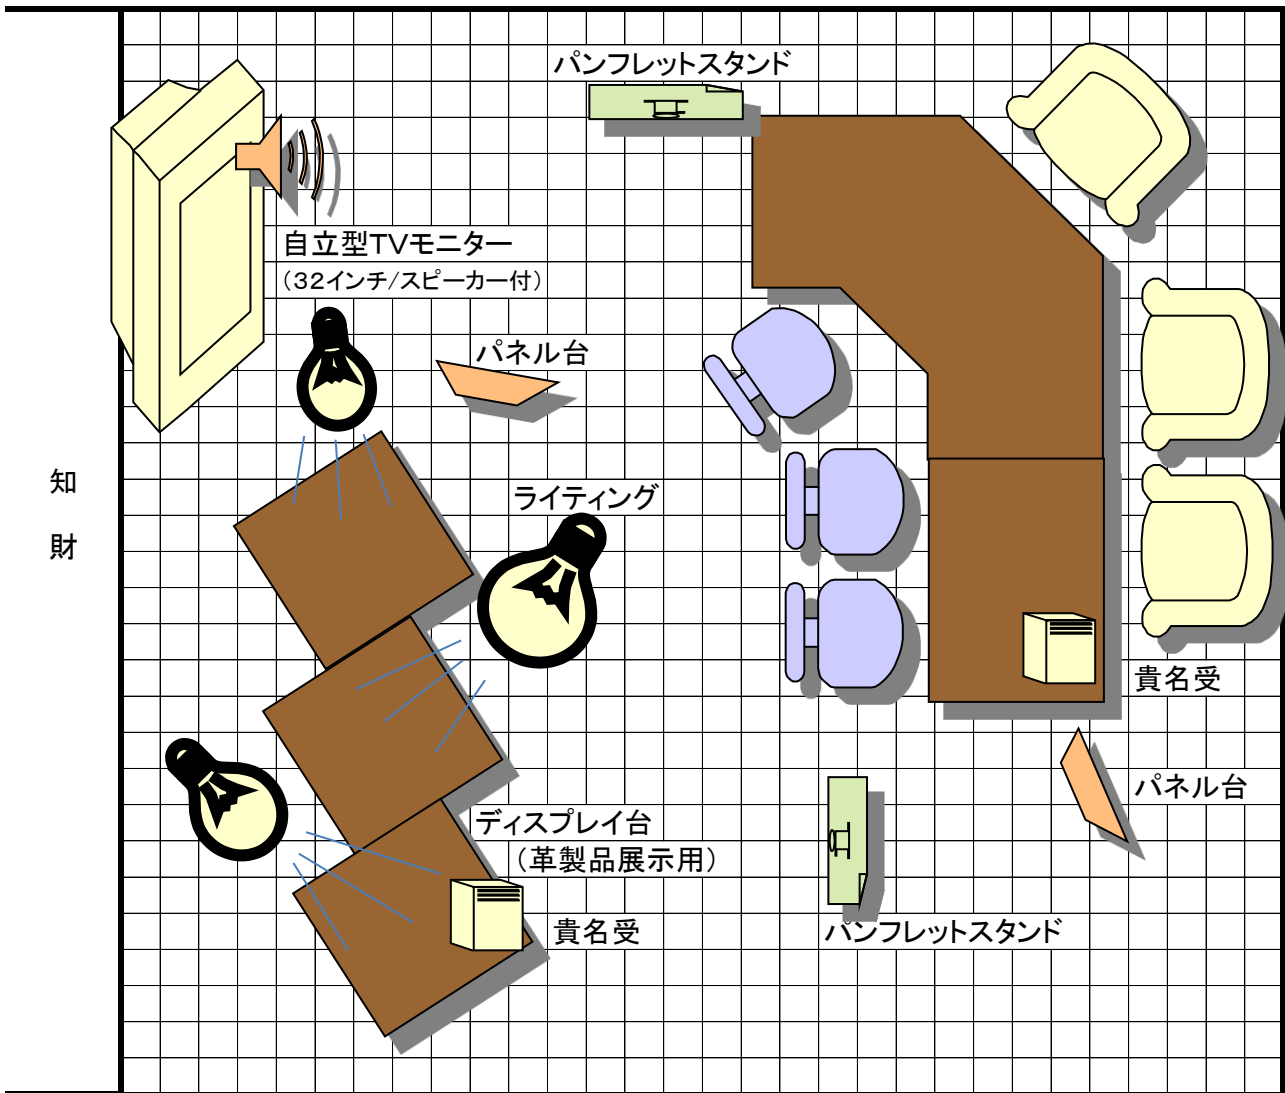 パンフレットスタンド
自立型TVモニター
（32インチ/スピーカー付）
パネル台
知
財
ライティング
貴名受
パネル台
ディスプレイ台
（革製品展示用）
貴名受
パンフレットスタンド